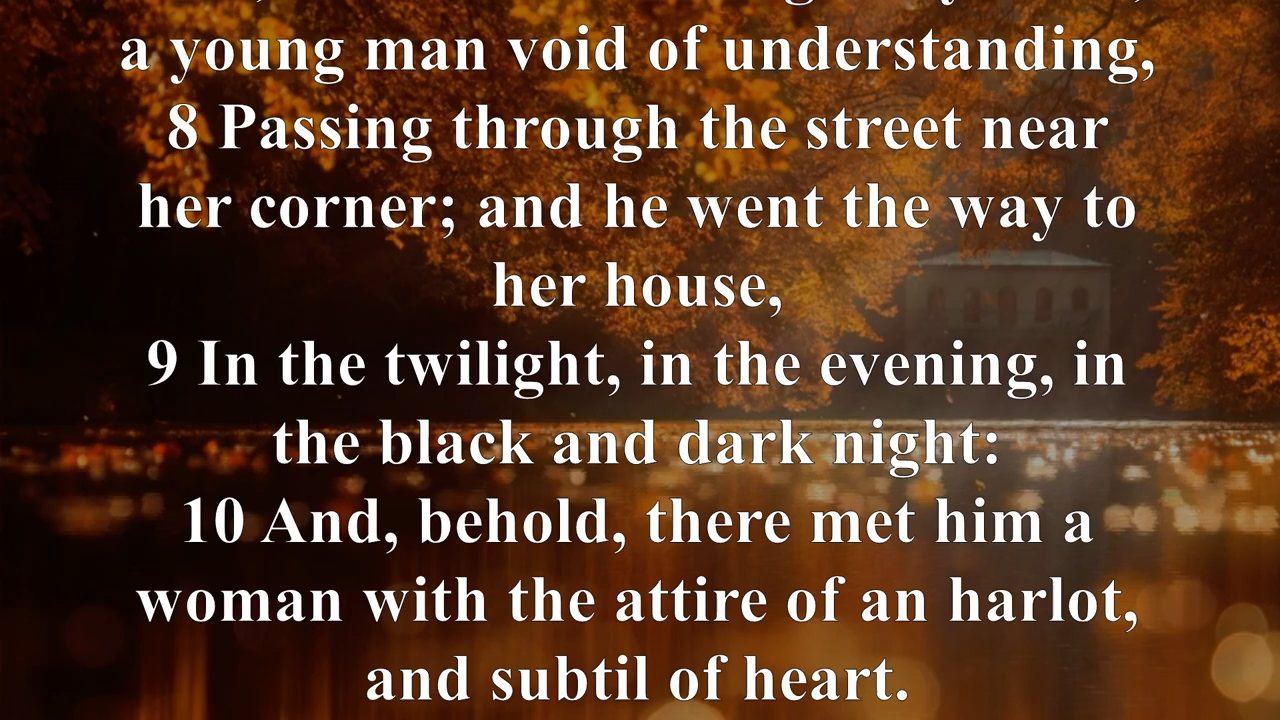 a young man void of understanding,
8 Passing through the street near
her corner; and he went the way to
her house,
9 In the twilight, in the evening, in
the black and dark night:
10 And, behold, there met him a
woman with the attire of an harlot,
and subtil of heart.